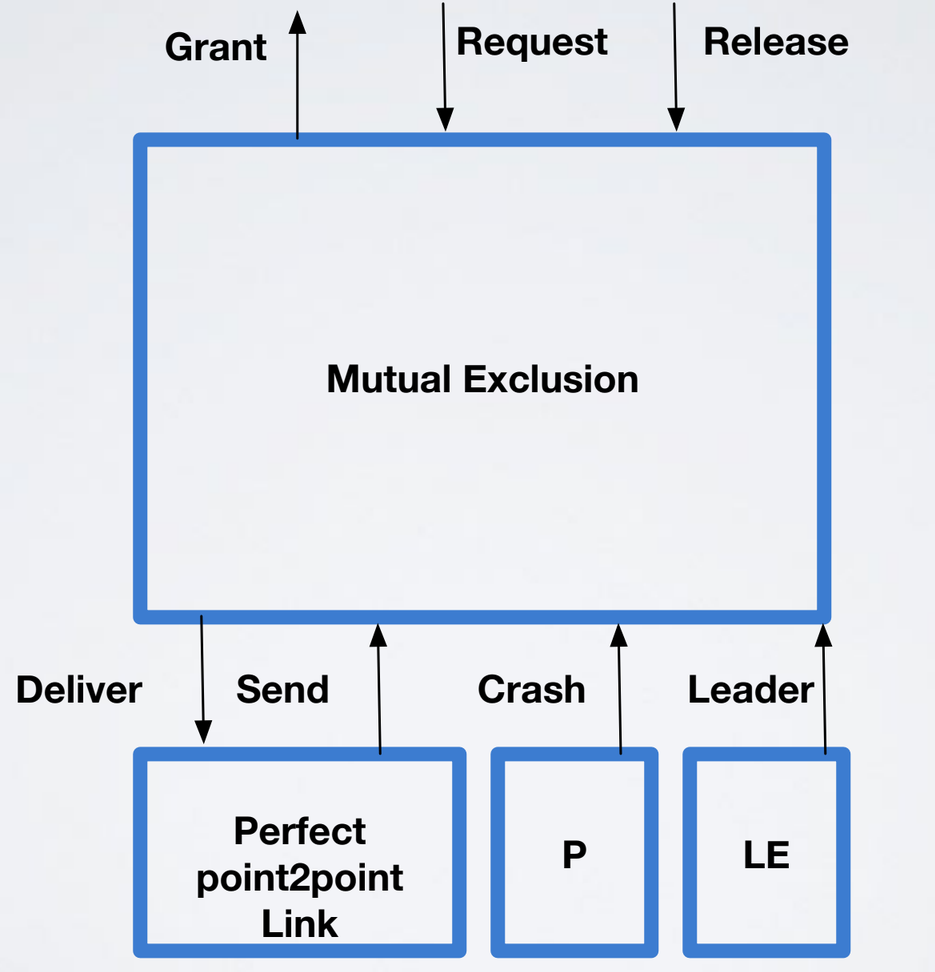 Grant
Request
Release
Mutual Exclusion
Deliver
Send
Crash
Leader
Perfect
point2point
Link
P
LE